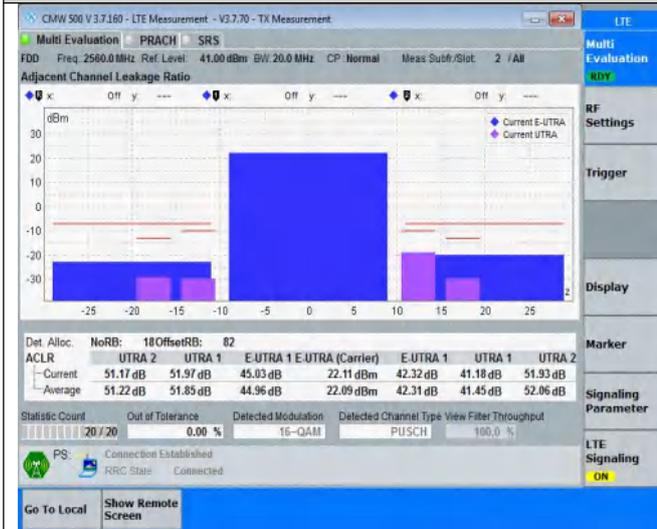 CMW 500 V 3.7.160 - LTE Measurement - V3.7.70 - TX Measurement
LTE
Multi Evaluation PRACH SRS
Multi Evaluation
RDY
FDD Freq.:2560.0 MHz Ref. Level: 41.00 dBm BW: 20.0 MHz CP: Normal Meas Subfr./Slot: 2 / All
Adjacent Channel Leakage Ratio
x: Off y: --- x: Off y: --- x: Off y: ---
dBm
Current E-UTRA
Current UTRA
30
20
10
0
-10
-20
-30
-25 -20 -15 -10 -5 0 5 10 15 20 25
RF Settings
Trigger
Display
Marker
Signaling Parameter
LTE Signaling
ON
Det. Alloc. NoRB: 18 OffsetRB: 82
ACLR UTRA 2 UTRA 1 E-UTRA 1 E-UTRA (Carrier) E-UTRA 1 UTRA 1 UTRA 2
Current 51.17 dB 51.97 dB 45.03 dB 22.11 dBm 42.32 dB 41.18 dB 51.93 dB
Average 51.22 dB 51.85 dB 44.96 dB 22.09 dBm 42.31 dB 41.45 dB 52.06 dB
Statistic Count Out of Tolerance Detected Modulation Detected Channel Type View Filter Throughput
20 / 20 0.00 % 16-QAM PUSCH 100.0 %
PS: Connection Established
RRC State Connected
Go To Local
Show Remote Screen